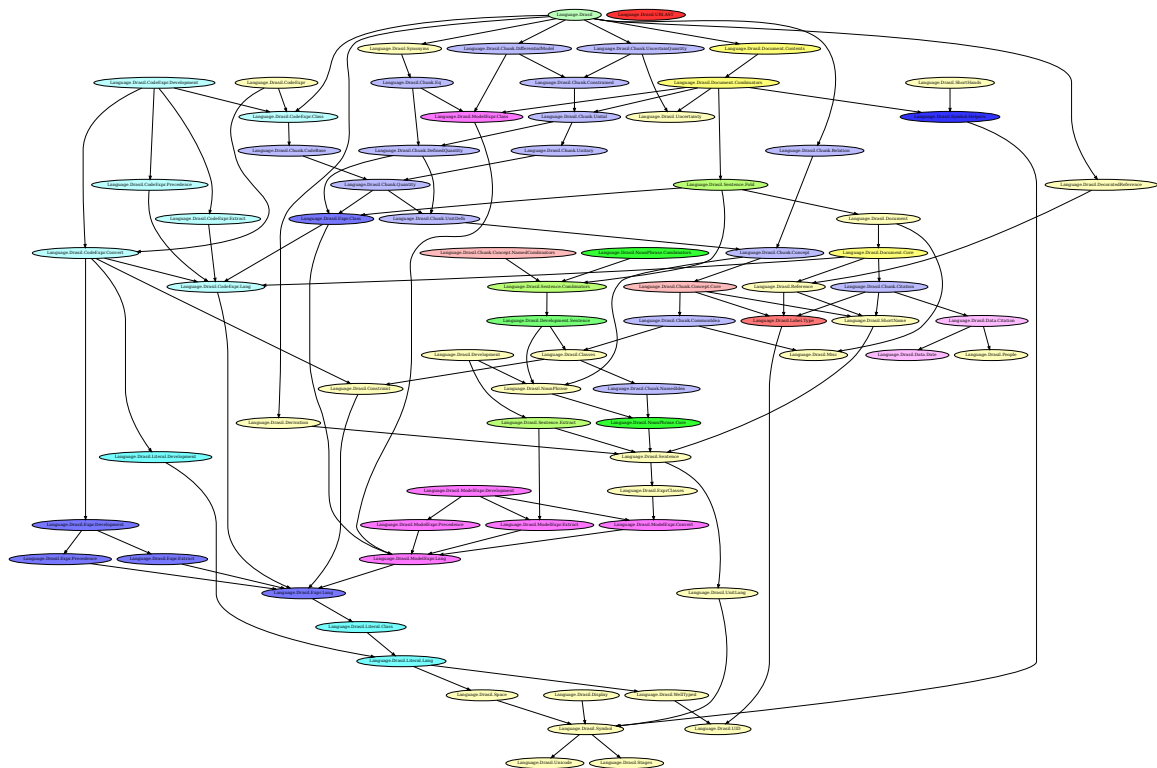 Language.Drasil
Language.Drasil.UID.API
Language.Drasil.Synonyms
Language.Drasil.Chunk.DifferentialModel
Language.Drasil.Chunk.UncertainQuantity
Language.Drasil.Document.Contents
Language.Drasil.CodeExpr.Development
Language.Drasil.CodeExpr
Language.Drasil.Chunk.Eq
Language.Drasil.Chunk.Constrained
Language.Drasil.Document.Combinators
Language.Drasil.ShortHands
Language.Drasil.CodeExpr.Class
Language.Drasil.ModelExpr.Class
Language.Drasil.Chunk.Unital
Language.Drasil.Uncertainty
Language.Drasil.Symbol.Helpers
Language.Drasil.Chunk.CodeBase
Language.Drasil.Chunk.DefinedQuantity
Language.Drasil.Chunk.Unitary
Language.Drasil.Chunk.Relation
Language.Drasil.CodeExpr.Precedence
Language.Drasil.Chunk.Quantity
Language.Drasil.Sentence.Fold
Language.Drasil.DecoratedReference
Language.Drasil.CodeExpr.Extract
Language.Drasil.Expr.Class
Language.Drasil.Chunk.UnitDefn
Language.Drasil.Document
Language.Drasil.CodeExpr.Convert
Language.Drasil.Chunk.Concept.NamedCombinators
Language.Drasil.NounPhrase.Combinators
Language.Drasil.Chunk.Concept
Language.Drasil.Document.Core
Language.Drasil.CodeExpr.Lang
Language.Drasil.Sentence.Combinators
Language.Drasil.Chunk.Concept.Core
Language.Drasil.Reference
Language.Drasil.Chunk.Citation
Language.Drasil.Development.Sentence
Language.Drasil.Chunk.CommonIdea
Language.Drasil.Label.Type
Language.Drasil.ShortName
Language.Drasil.Data.Citation
Language.Drasil.Development
Language.Drasil.Classes
Language.Drasil.Misc
Language.Drasil.Data.Date
Language.Drasil.People
Language.Drasil.Constraint
Language.Drasil.NounPhrase
Language.Drasil.Chunk.NamedIdea
Language.Drasil.Derivation
Language.Drasil.Sentence.Extract
Language.Drasil.NounPhrase.Core
Language.Drasil.Literal.Development
Language.Drasil.Sentence
Language.Drasil.ModelExpr.Development
Language.Drasil.ExprClasses
Language.Drasil.Expr.Development
Language.Drasil.ModelExpr.Precedence
Language.Drasil.ModelExpr.Extract
Language.Drasil.ModelExpr.Convert
Language.Drasil.Expr.Precedence
Language.Drasil.Expr.Extract
Language.Drasil.ModelExpr.Lang
Language.Drasil.Expr.Lang
Language.Drasil.UnitLang
Language.Drasil.Literal.Class
Language.Drasil.Literal.Lang
Language.Drasil.Space
Language.Drasil.Display
Language.Drasil.WellTyped
Language.Drasil.Symbol
Language.Drasil.UID
Language.Drasil.Unicode
Language.Drasil.Stages